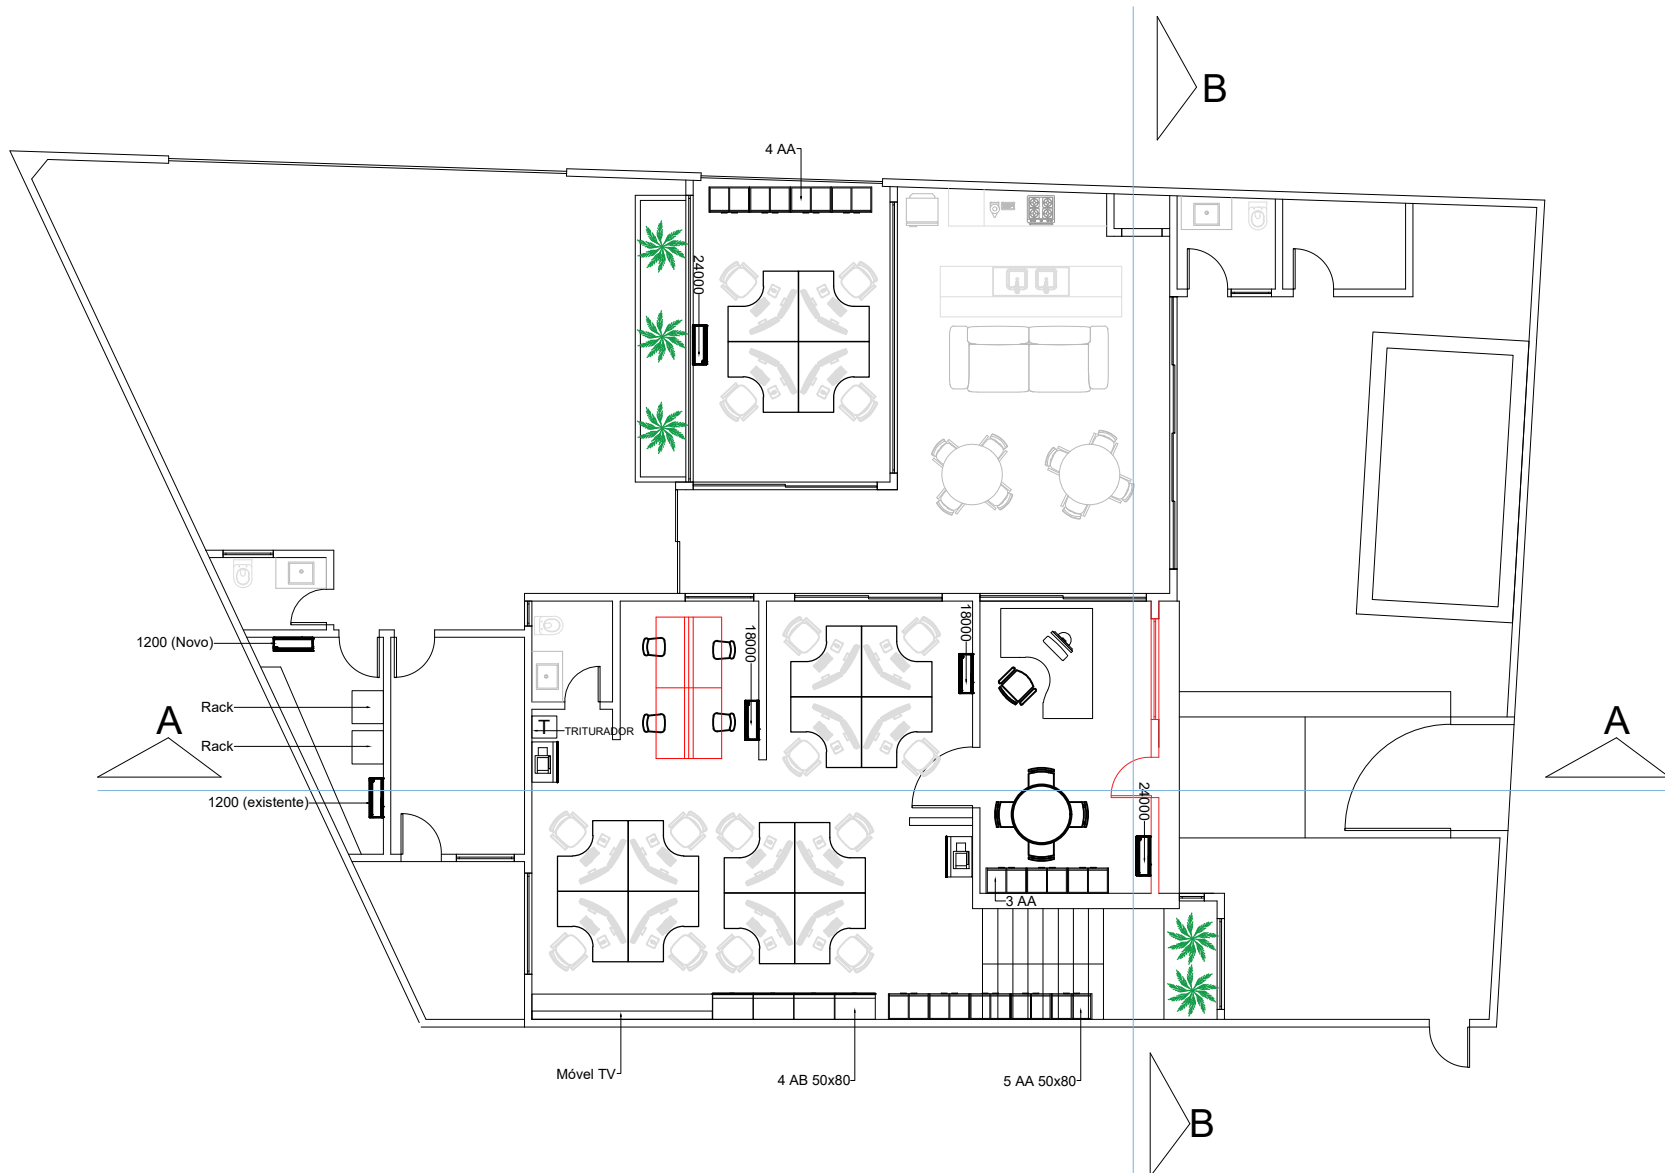 B
4 AA
24000
1200 (Novo)
18000
18000
Rack
A
T
TRITURADOR
A
Rack
1200 (existente)
24000
3 AA
Móvel TV
4 AB 50x80
5 AA 50x80
B